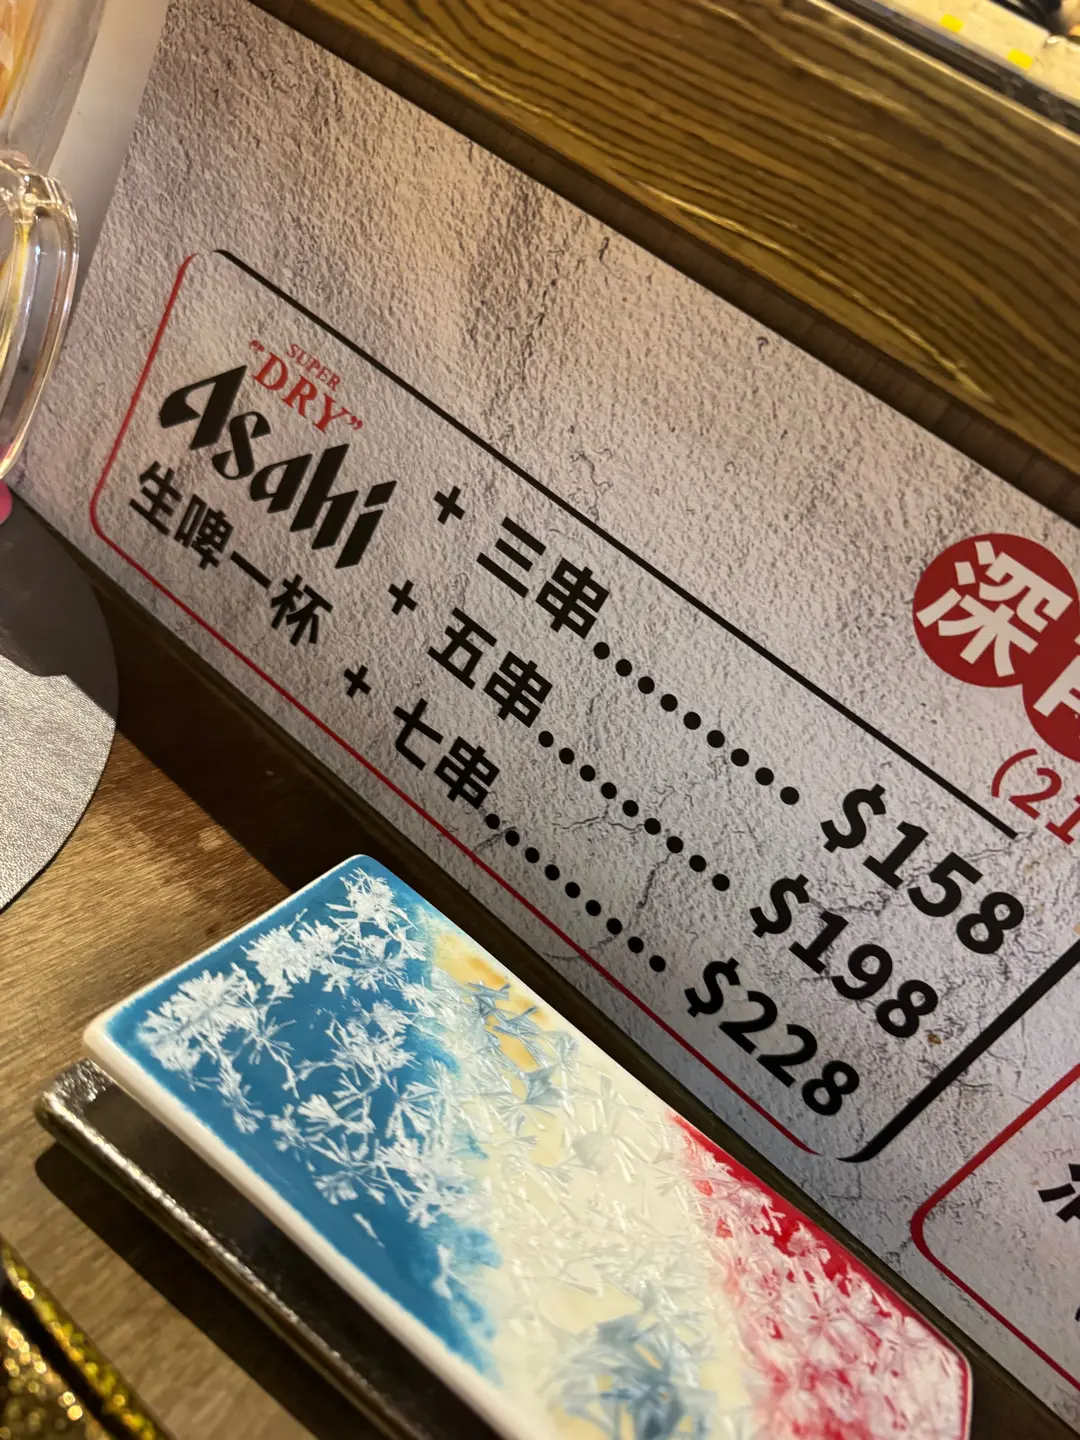 SUPER
"DRY"
Asahi
生啤一杯
+ 三串.......... $158
+ 五串.......... $198
+ 七串.......... $228
深
(21